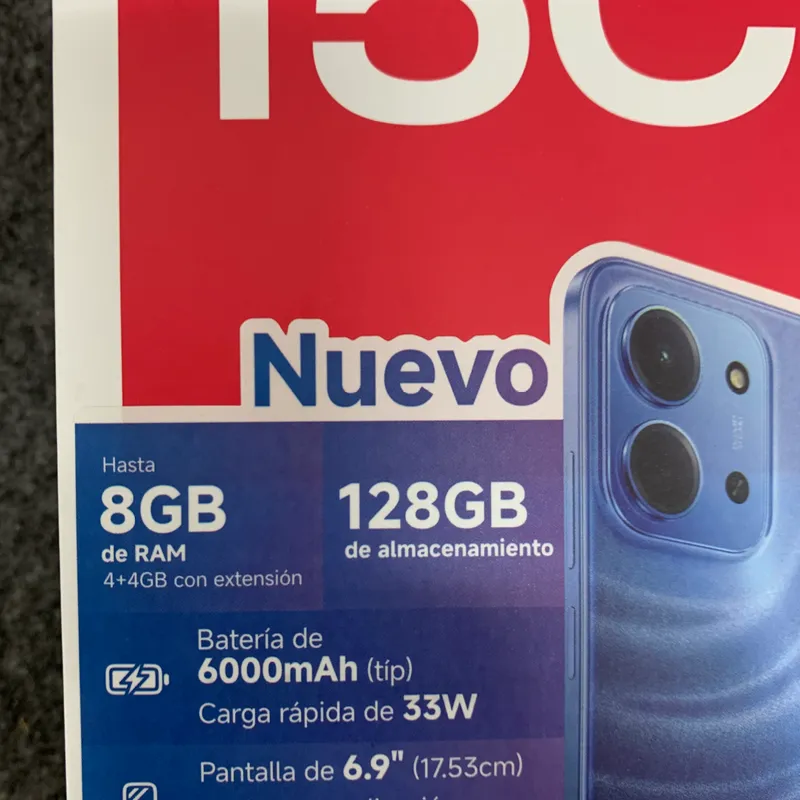 15C
Nuevo
Hasta
8GB
de RAM
4+4GB con extensión
128GB
de almacenamiento
Batería de
6000mAh (típ)
Carga rápida de 33W
Pantalla de 6.9" (17.53cm)